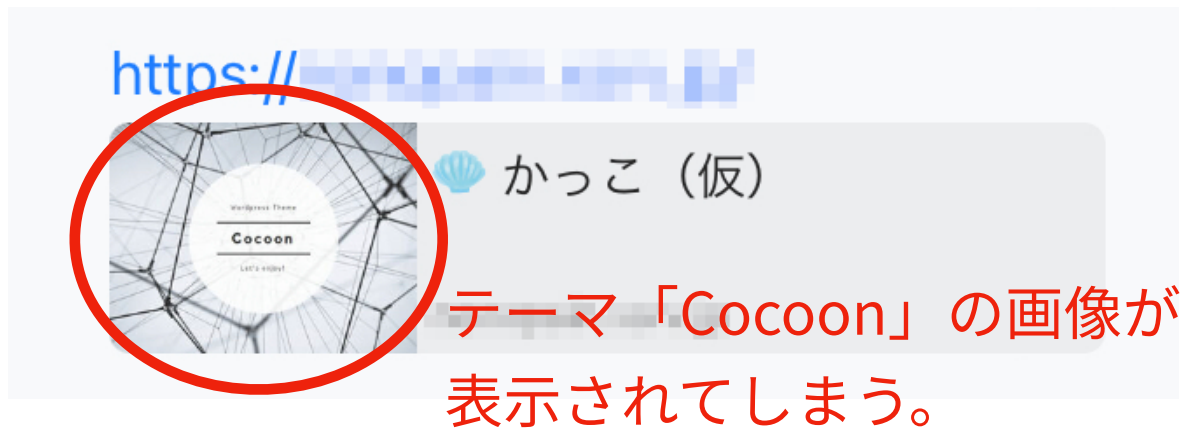 https://
🐚 かっこ（仮）
Wordpress Theme
Cocoon
Let's enjoy!
テーマ「Cocoon」の画像が
表示されてしまう。